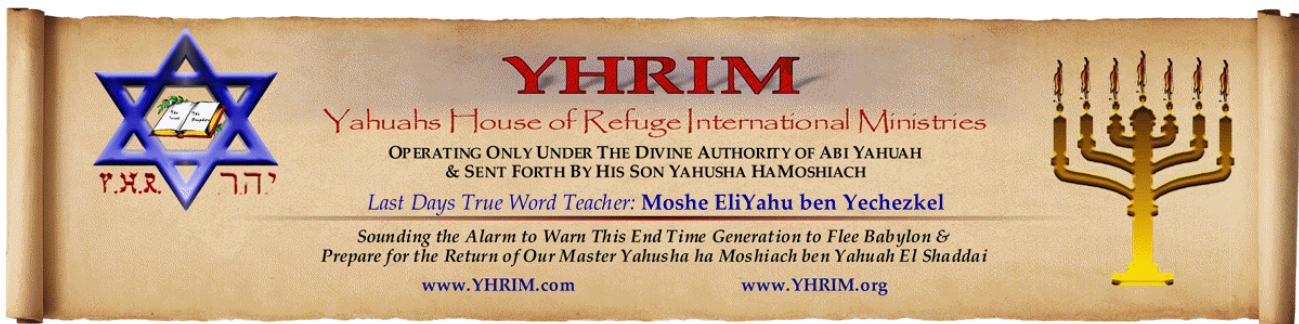 YHRIM
Yahuahs House of Refuge International Ministries
OPERATING ONLY UNDER THE DIVINE AUTHORITY OF ABI YAHUAH
& SENT FORTH BY HIS SON YAHUSHA HAMOSHIACH
Last Days True Word Teacher: Moshe EliYahu ben Yechezkel
Sounding the Alarm to Warn This End Time Generation to Flee Babylon &
Prepare for the Return of Our Master Yahusha ha Moshiach ben Yahuah El Shaddai
www.YHRIM.com www.YHRIM.org
Y.H.R. י.ה.ר